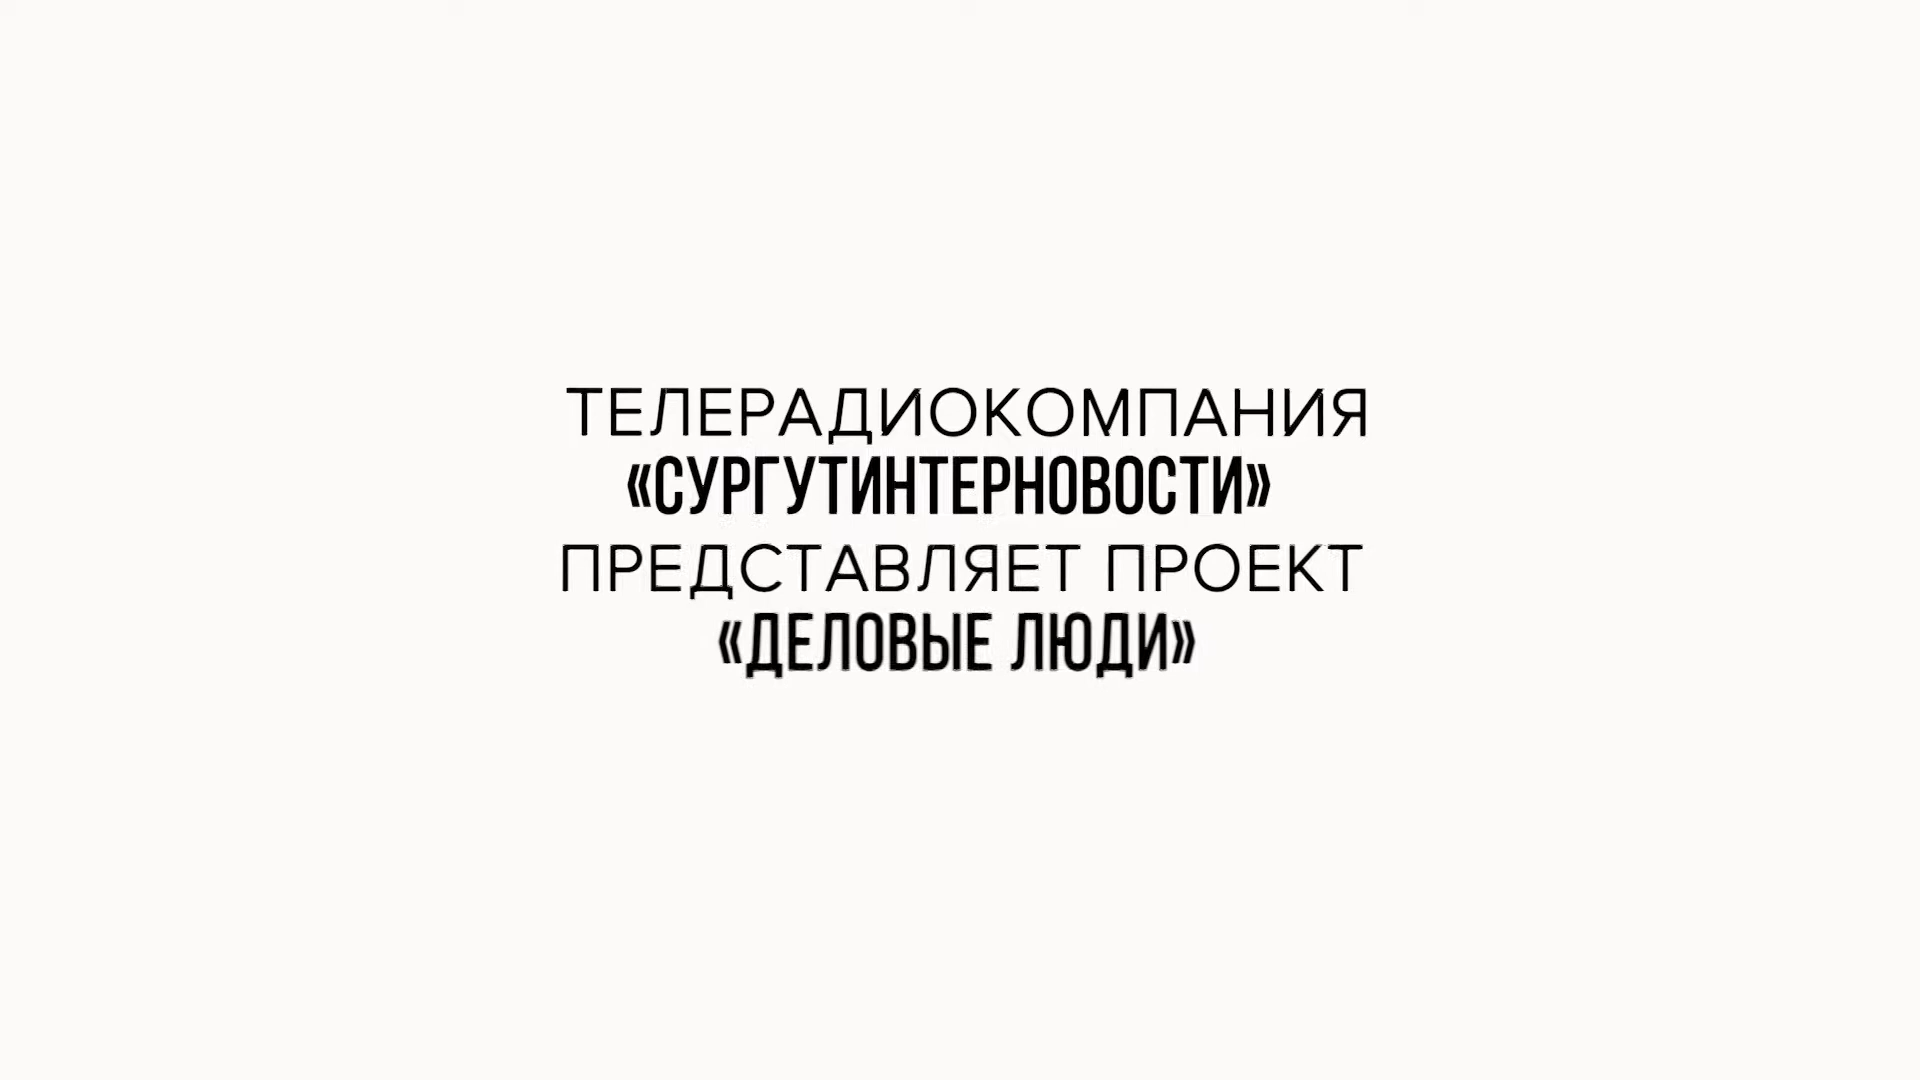 ТЕЛЕРАДИОКОМПАНИЯ
«СУРГУТИНТЕРНОВОСТИ»
ПРЕДСТАВЛЯЕТ ПРОЕКТ
«ДЕЛОВЫЕ ЛЮДИ»